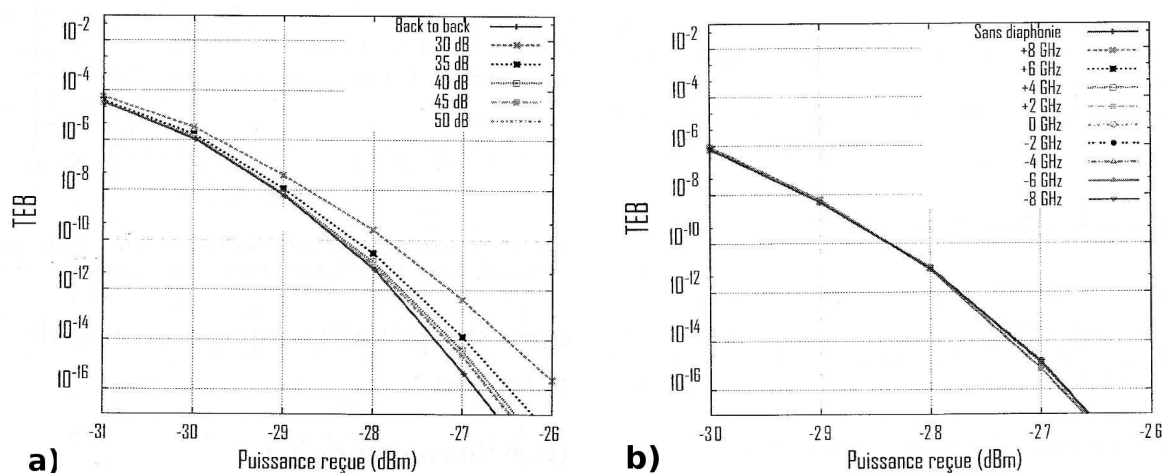 Back to back
30 dB
35 dB
40 dB
45 dB
50 dB
10-2
10-4
10-6
10-8
10-10
10-12
10-14
10-16
TEB
-31 -30 -29 -28 -27 -26
Puissance reçue (dBm)
a)
Sans diaphonie
+8 GHz
+6 GHz
+4 GHz
+2 GHz
0 GHz
-2 GHz
-4 GHz
-6 GHz
-8 GHz
10-2
10-4
10-6
10-8
10-10
10-12
10-14
10-16
TEB
-30 -29 -28 -27 -26
Puissance reçue (dBm)
b)